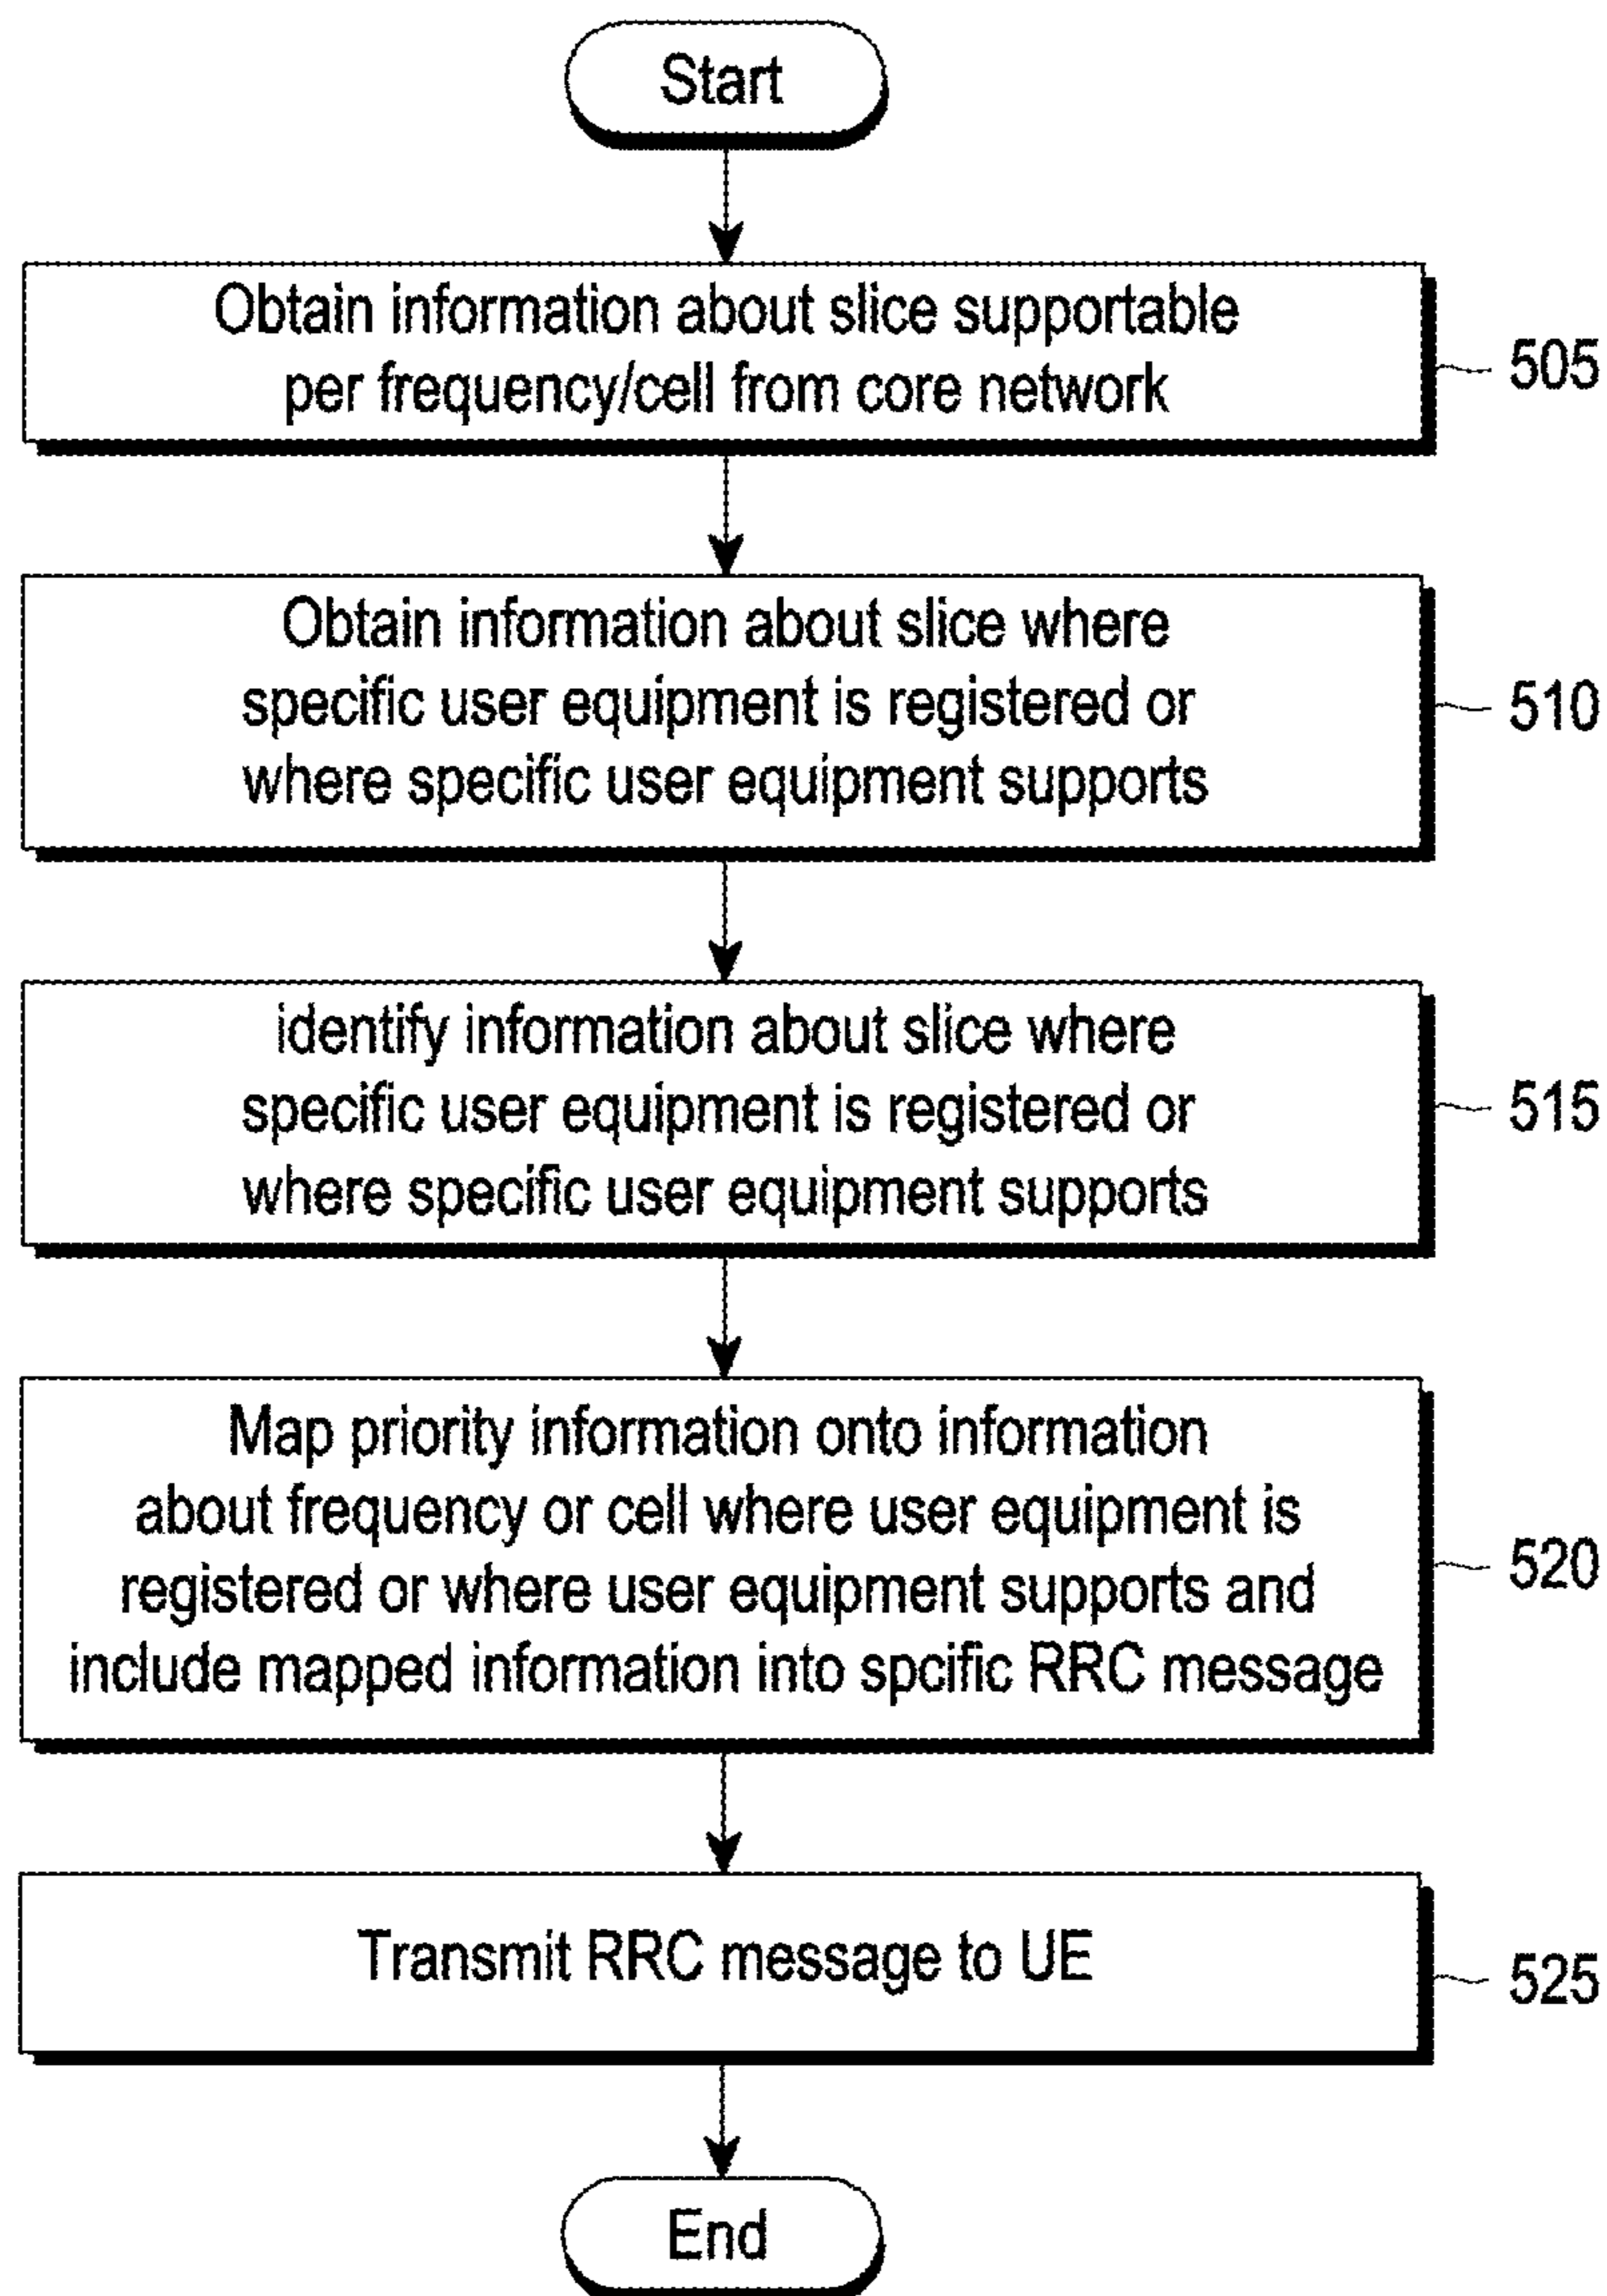 Start
Obtain information about slice supportable
per frequency/cell from core network
505
Obtain information about slice where
specific user equipment is registered or
where specific user equipment supports
510
identify information about slice where
specific user equipment is registered or
where specific user equipment supports
515
Map priority information onto information
about frequency or cell where user equipment is
registered or where user equipment supports and
include mapped information into spcific RRC message
520
Transmit RRC message to UE
525
End